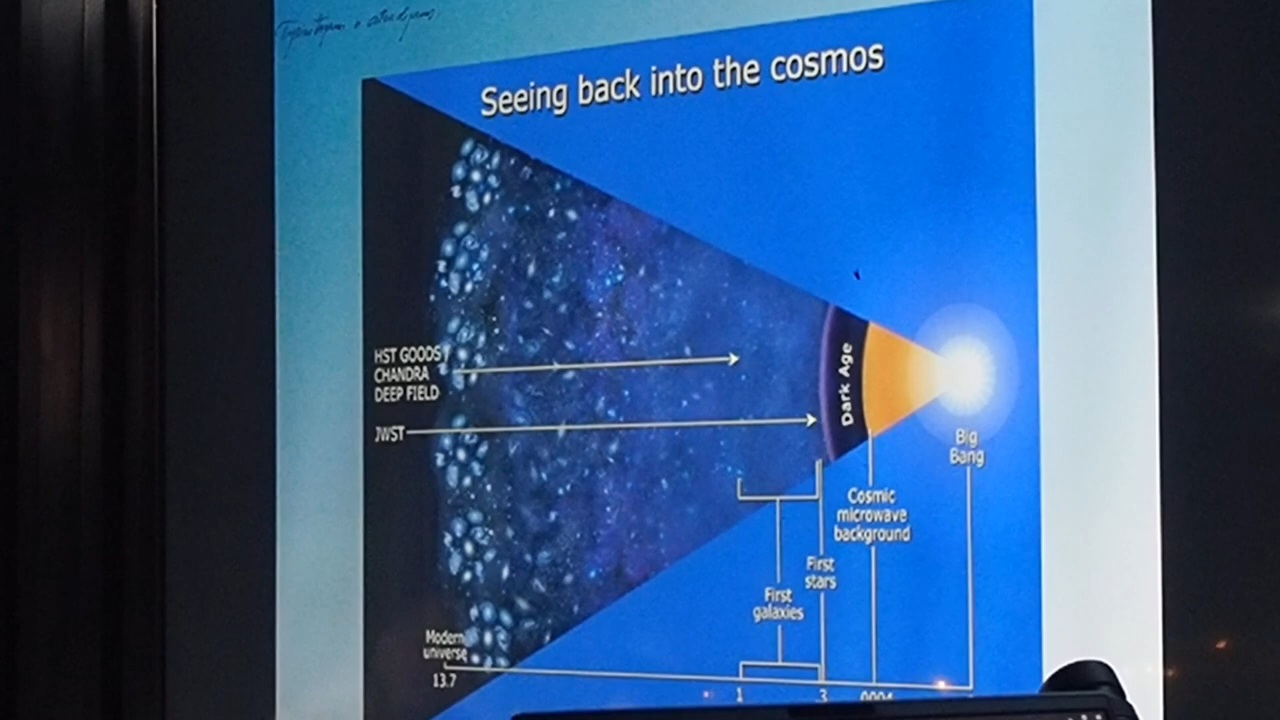 Seeing back into the cosmos
HST GOODS
CHANDRA
DEEP FIELD
JWST
Dark Age
Big
Bang
Cosmic
microwave
background
First
stars
First
galaxies
Modern
universe
13.7
1
.3
.0004